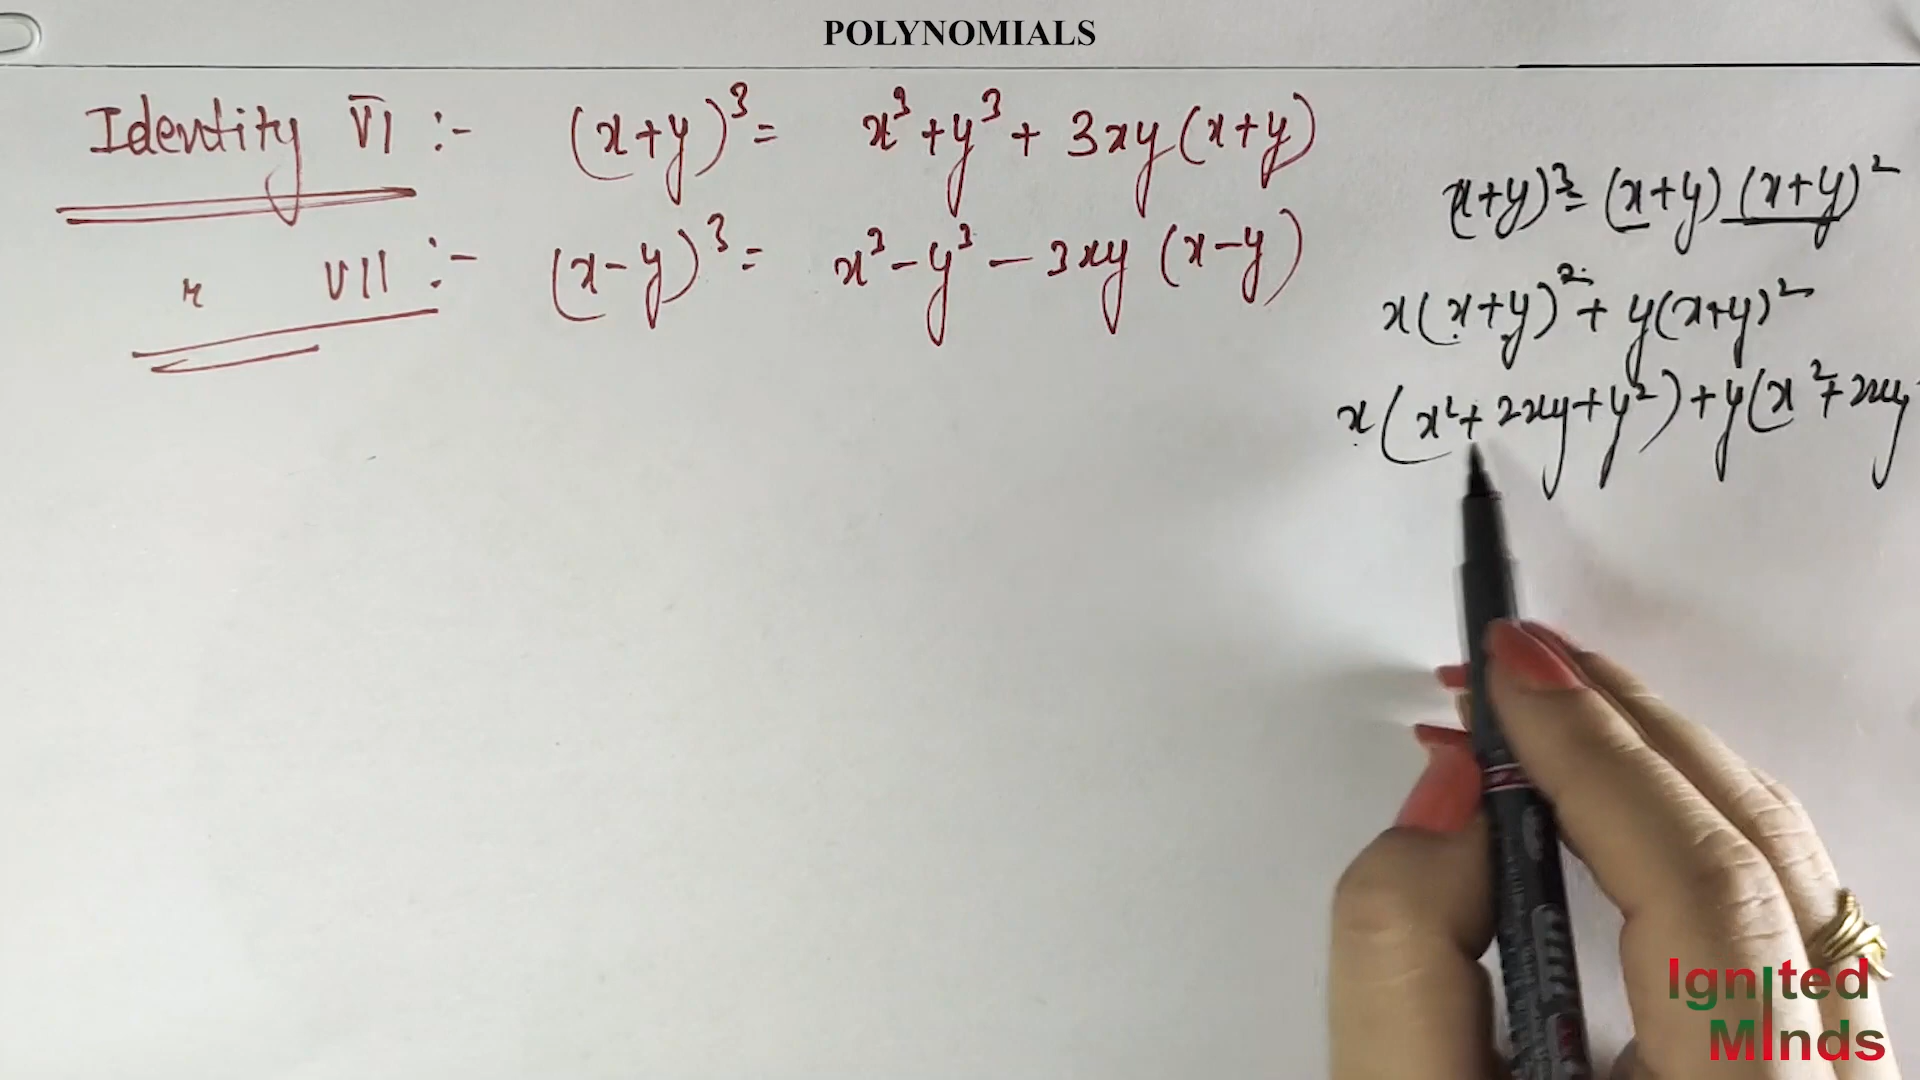 POLYNOMIALS
Identity VI :- (x+y)³ = x³+y³+ 3xy(x+y)
" VII :- (x-y)³ = x³-y³-3xy (x-y)
(x+y)³= (x+y) (x+y)²
x(x+y)²+ y(x+y)²
x(x²+2xy+y²)+y(x²+2xy
Ignited
Minds